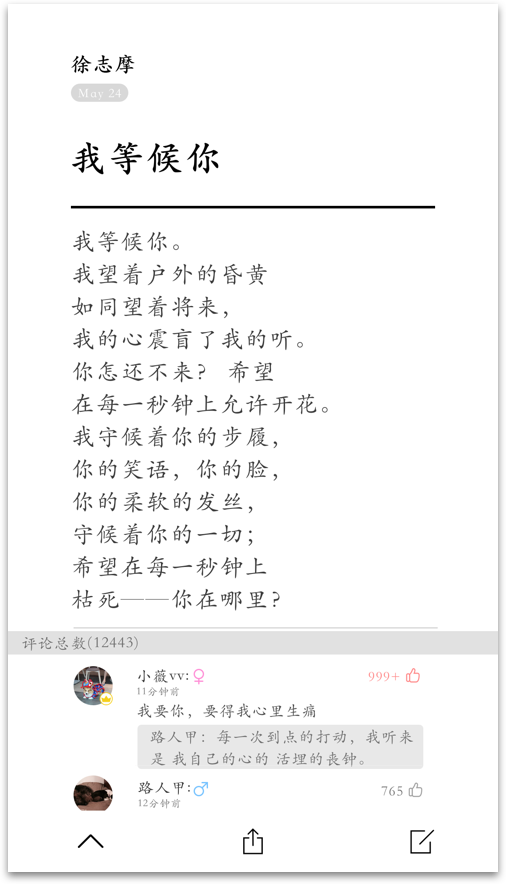 徐志摩
May 24
我等候你
我等候你。
我望着户外的昏黄
如同望着将来,
我的心震盲了我的听。
你怎还不来? 希望
在每一秒钟上允许开花。
我守候着你的步履,
你的笑语, 你的脸,
你的柔软的发丝,
守候着你的一切;
希望在每一秒钟上
枯死——你在哪里?
评论总数(12443)
小薇vv:♀ 999+
11分钟前
我要你, 要得我心里生痛
路人甲: 每一次到点的打动, 我听来
是 我自己的心的 活埋的丧钟。
路人甲:♂ 765
12分钟前